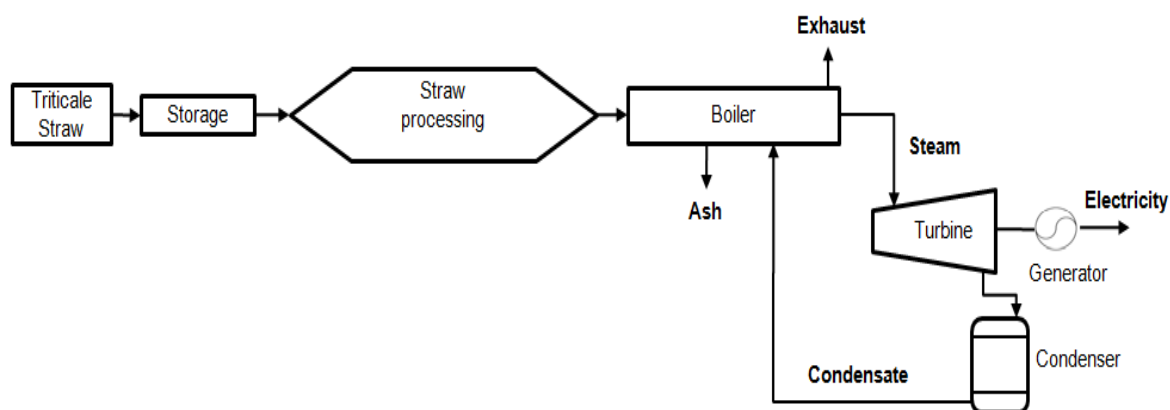 Exhaust
Triticale
Straw
Storage
Straw
processing
Boiler
Steam
Ash
Electricity
Turbine
Generator
Condenser
Condensate